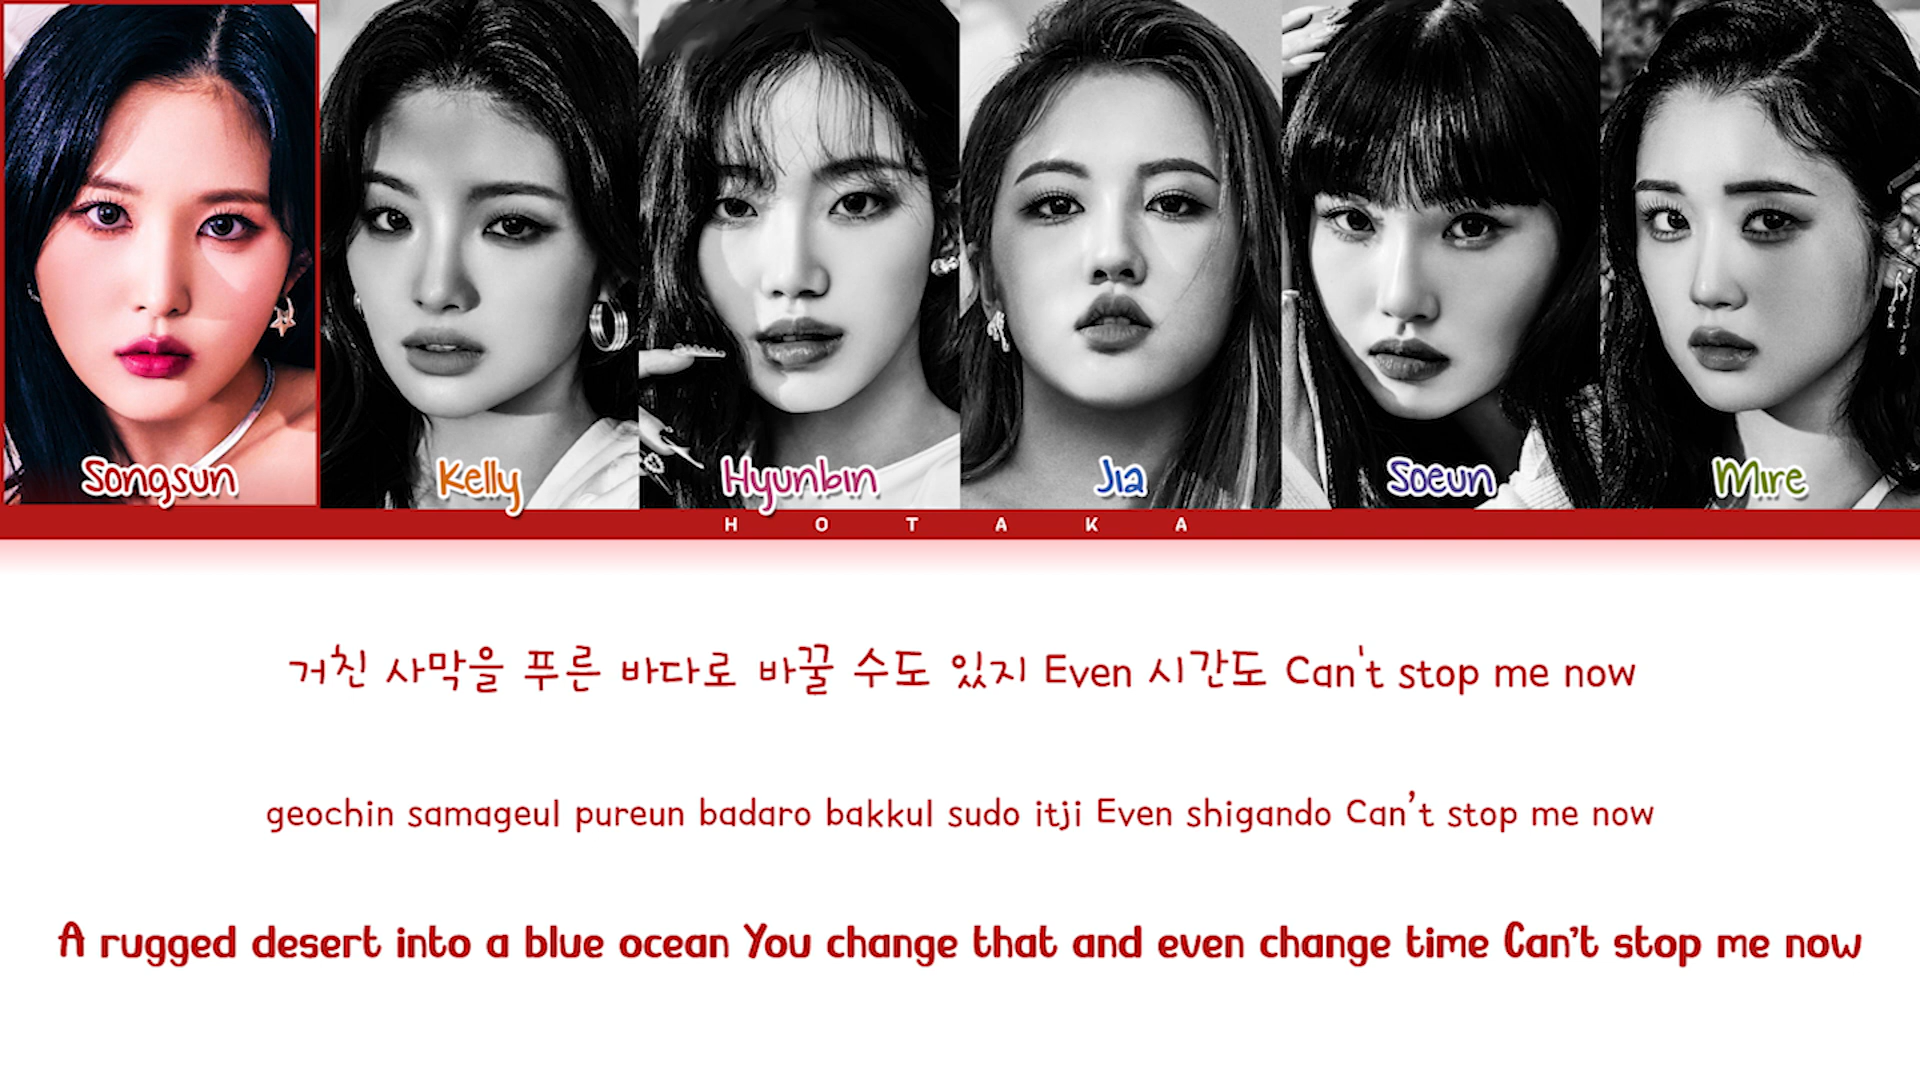 Songsun
Kelly
Hyunbin
Jia
Soeun
Mire
HOTAKA
거친 사막을 푸른 바다로 바꿀 수도 있지 Even 시간도 Can't stop me now
geochin samageul pureun badaro bakkul sudo itji Even shigando Can’t stop me now
A rugged desert into a blue ocean You change that and even change time Can’t stop me now